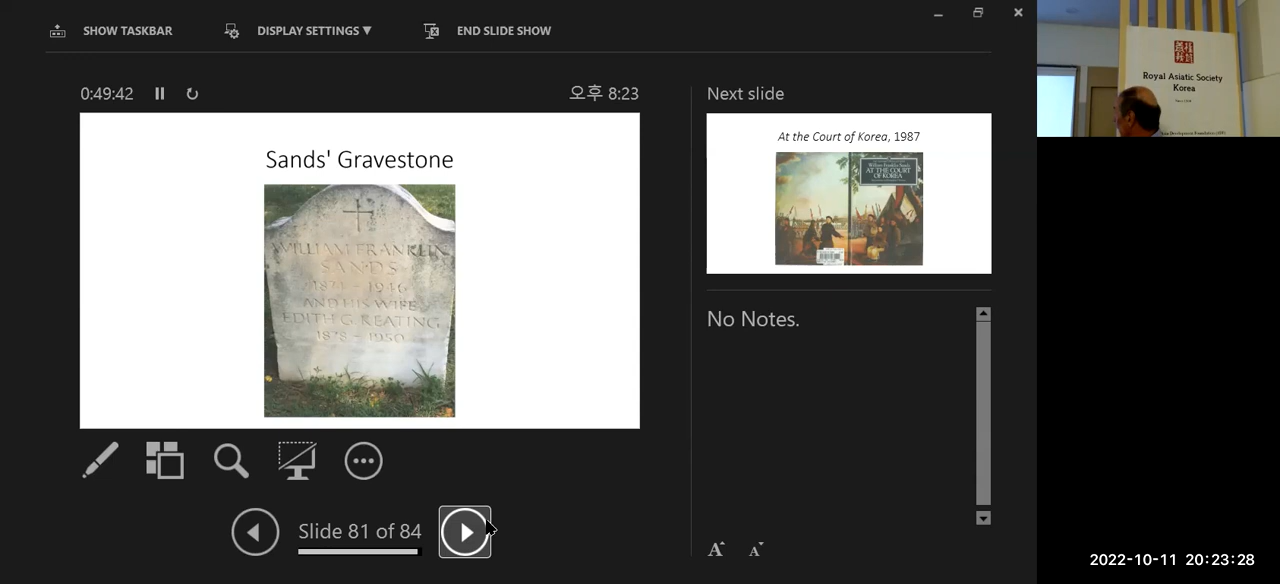 SHOW TASKBAR
DISPLAY SETTINGS ▼
END SLIDE SHOW
0:49:42
오후 8:23
Sands' Gravestone
WILLIAM FRANKLIN
SANDS
1874 – 1946
AND HIS WIFE
EDITH G. KEATING
1878 – 1950
Slide 81 of 84
Next slide
At the Court of Korea, 1987
AT THE COURT
OF KOREA
No Notes.
A A
Royal Asiatic Society
Korea
2022-10-11 20:23:28